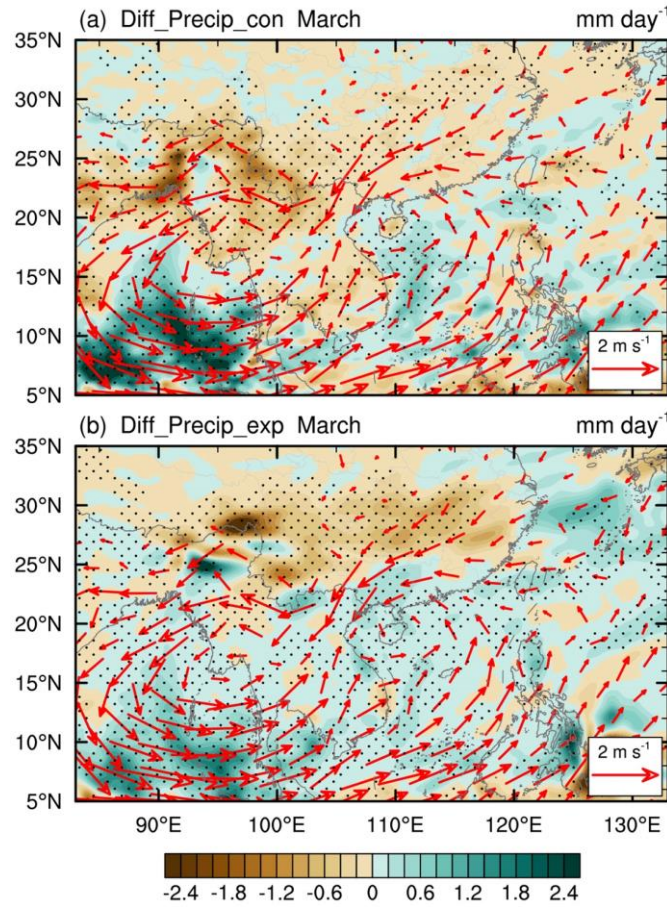 (a) Diff_Precip_con March mm day⁻¹
35°N
30°N
25°N
20°N
15°N
10°N
5°N
2 m s⁻¹
(b) Diff_Precip_exp March mm day⁻¹
35°N
30°N
25°N
20°N
15°N
10°N
5°N
2 m s⁻¹
90°E 100°E 110°E 120°E 130°E
-2.4 -1.8 -1.2 -0.6 0 0.6 1.2 1.8 2.4